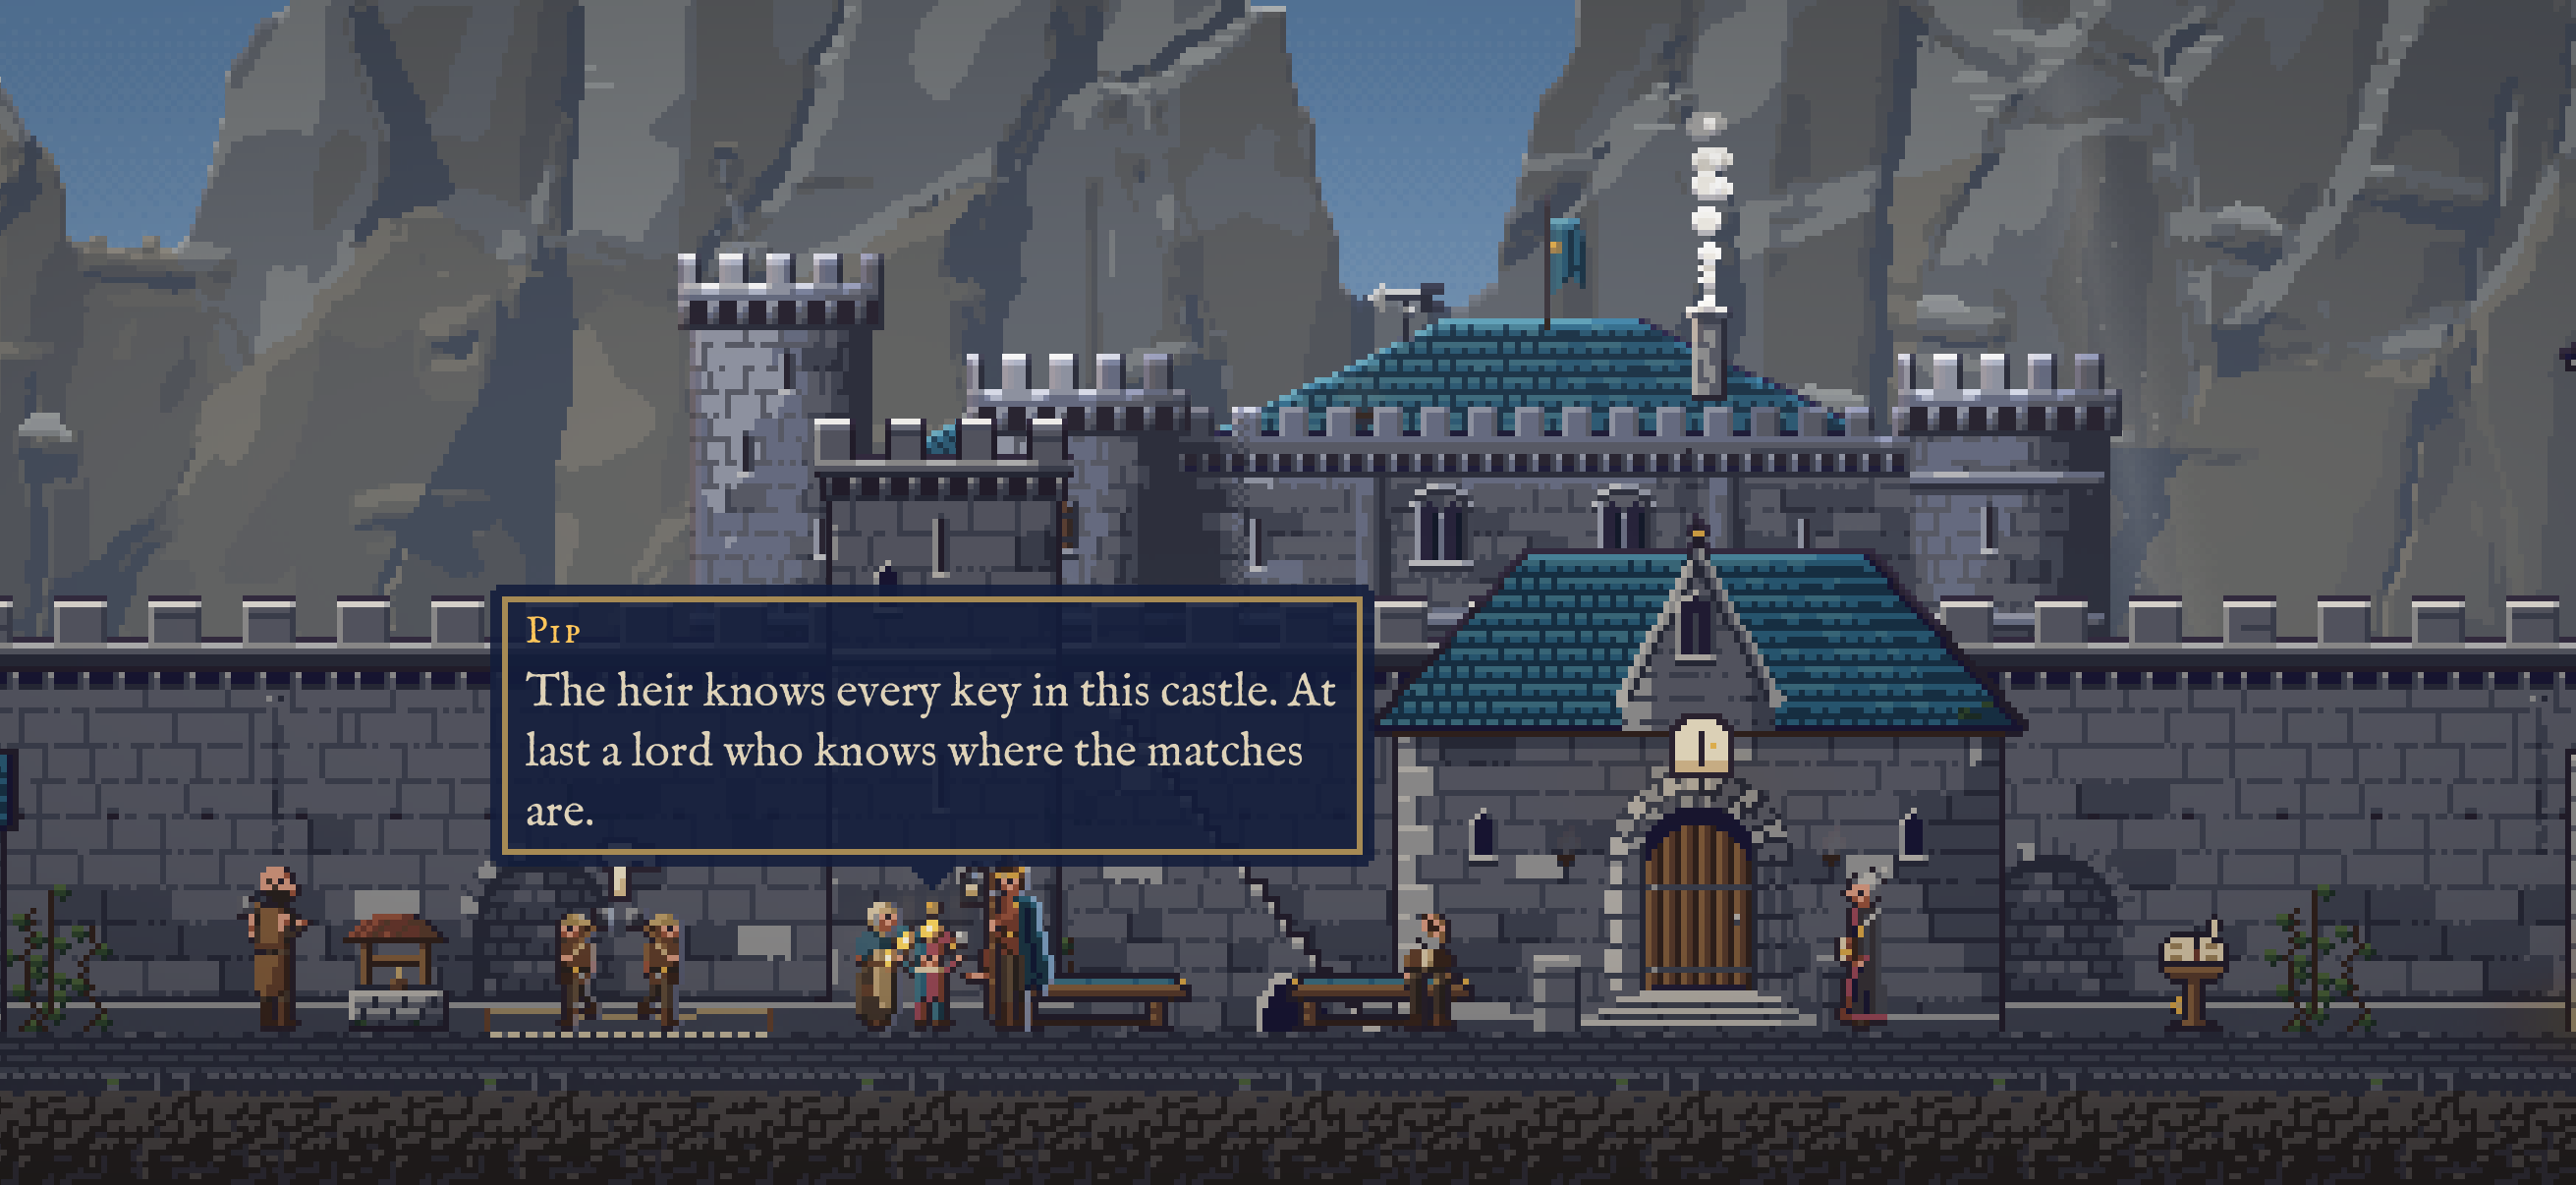 Pip
The heir knows every key in this castle. At
last a lord who knows where the matches
are.